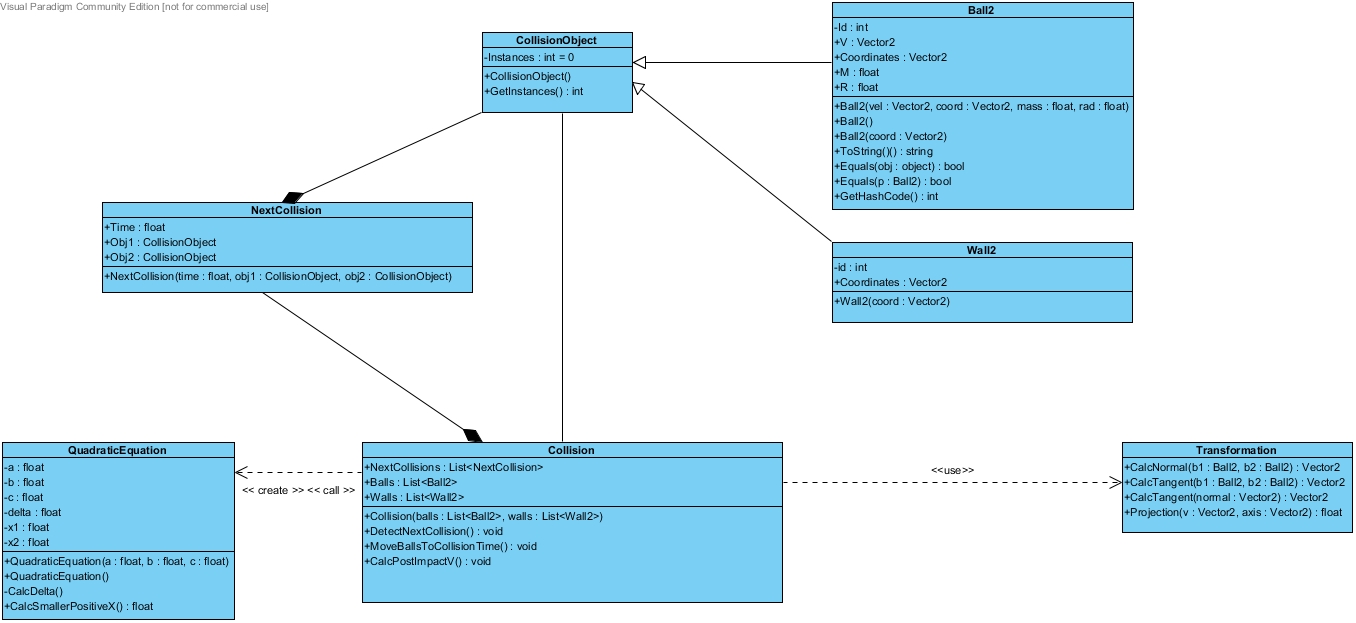 Visual Paradigm Community Edition [not for commercial use]
CollisionObject
-Instances : int = 0
+CollisionObject()
+GetInstances() : int
Ball2
-Id : int
+V : Vector2
+Coordinates : Vector2
+M : float
+R : float
+Ball2(vel : Vector2, coord : Vector2, mass : float, rad : float)
+Ball2()
+Ball2(coord : Vector2)
+ToString()() : string
+Equals(obj : object) : bool
+Equals(p : Ball2) : bool
+GetHashCode() : int
NextCollision
+Time : float
+Obj1 : CollisionObject
+Obj2 : CollisionObject
+NextCollision(time : float, obj1 : CollisionObject, obj2 : CollisionObject)
Wall2
-id : int
+Coordinates : Vector2
+Wall2(coord : Vector2)
QuadraticEquation
-a : float
-b : float
-c : float
-delta : float
-x1 : float
-x2 : float
+QuadraticEquation(a : float, b : float, c : float)
+QuadraticEquation()
-CalcDelta()
+CalcSmallerPositiveX() : float
<< create >> << call >>
Collision
+NextCollisions : List<NextCollision>
+Balls : List<Ball2>
+Walls : List<Wall2>
+Collision(balls : List<Ball2>, walls : List<Wall2>)
+DetectNextCollision() : void
+MoveBallsToCollisionTime() : void
+CalcPostImpactV() : void
<<use>>
Transformation
+CalcNormal(b1 : Ball2, b2 : Ball2) : Vector2
+CalcTangent(b1 : Ball2, b2 : Ball2) : Vector2
+CalcTangent(normal : Vector2) : Vector2
+Projection(v : Vector2, axis : Vector2) : float